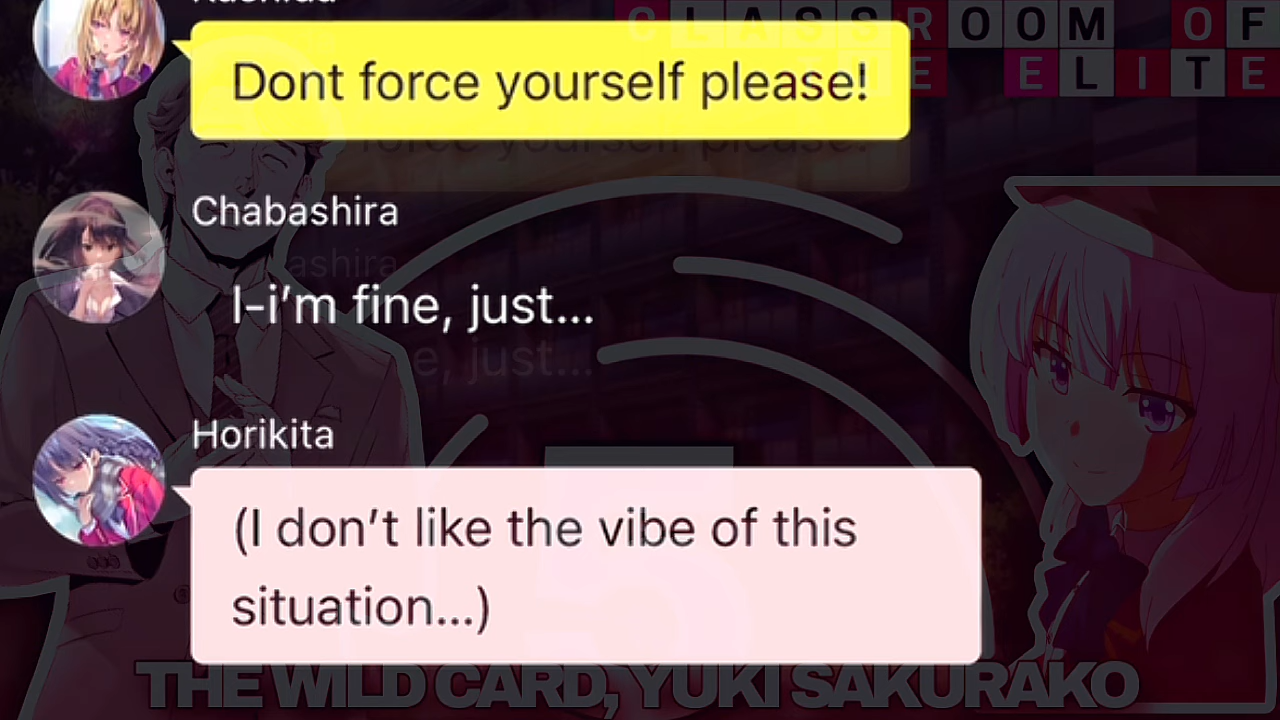 CLASSROOM OF
THE ELITE
Dont force yourself please!
Chabashira
I-i'm fine, just...
Horikita
(I don't like the vibe of this
situation...)
THE WILD CARD, YUKI SAKURAKO